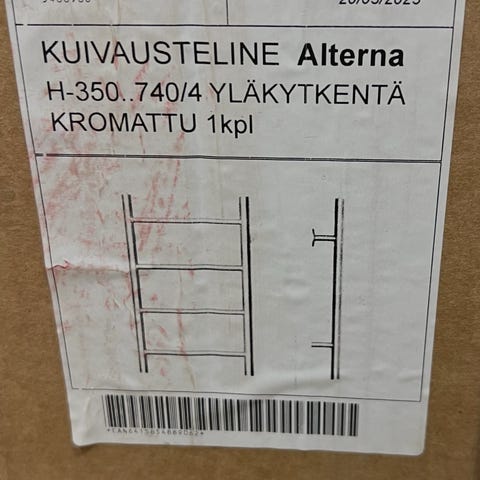 KUIVAUSTELINE Alterna
H-350..740/4 YLÄKYTKENTÄ
KROMATTU 1kpl